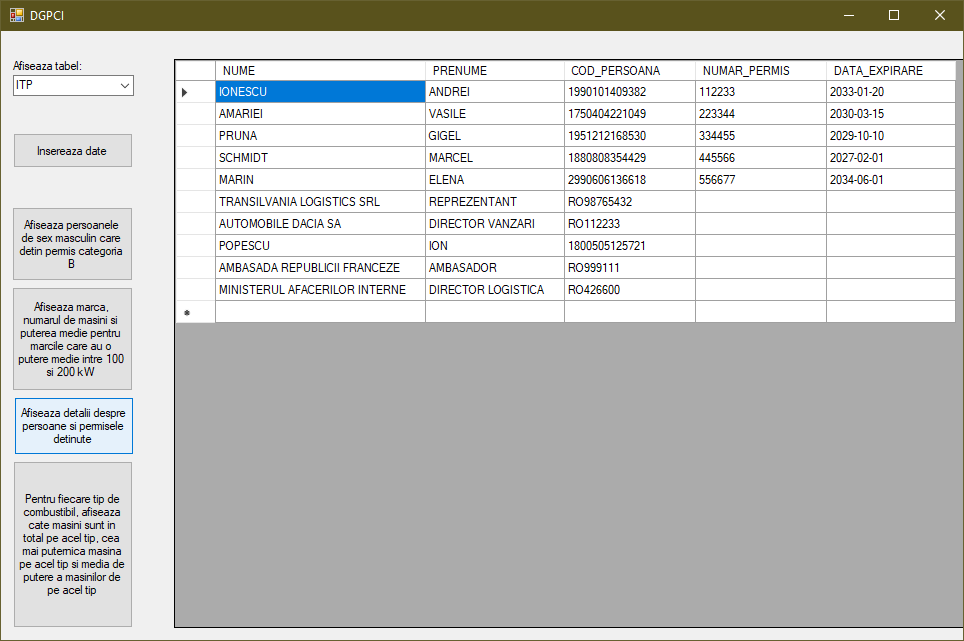 DGPCI
Afiseaza tabel:
ITP
Insereaza date
Afiseaza persoanele
de sex masculin care
detin permis categoria
B
Afiseaza marca,
numarul de masini si
puterea medie pentru
marcile care au o
putere medie intre 100
si 200 kW
Afiseaza detalii despre
persoane si permisele
detinute
Pentru fiecare tip de
combustibil, afiseaza
cate masini sunt in
total pe acel tip, cea
mai puternica masina
pe acel tip si media de
putere a masinilor de
pe acel tip
NUME PRENUME COD_PERSOANA NUMAR_PERMIS DATA_EXPIRARE
IONESCU ANDREI 1990101409382 112233 2033-01-20
AMARIEI VASILE 1750404221049 223344 2030-03-15
PRUNA GIGEL 1951212168530 334455 2029-10-10
SCHMIDT MARCEL 1880808354429 445566 2027-02-01
MARIN ELENA 2990606136618 556677 2034-06-01
TRANSILVANIA LOGISTICS SRL REPREZENTANT RO98765432
AUTOMOBILE DACIA SA DIRECTOR VANZARI RO112233
POPESCU ION 1800505125721
AMBASADA REPUBLICII FRANCEZE AMBASADOR RO999111
MINISTERUL AFACERILOR INTERNE DIRECTOR LOGISTICA RO426600